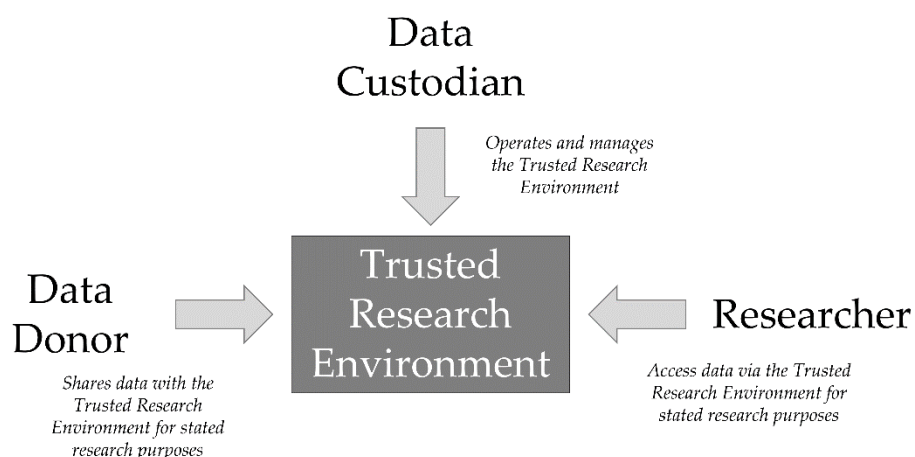 Data
Custodian
Operates and manages
the Trusted Research
Environment
Trusted
Research
Environment
Data
Donor
Shares data with the
Trusted Research
Environment for stated
research purposes
Researcher
Access data via the Trusted
Research Environment for
stated research purposes